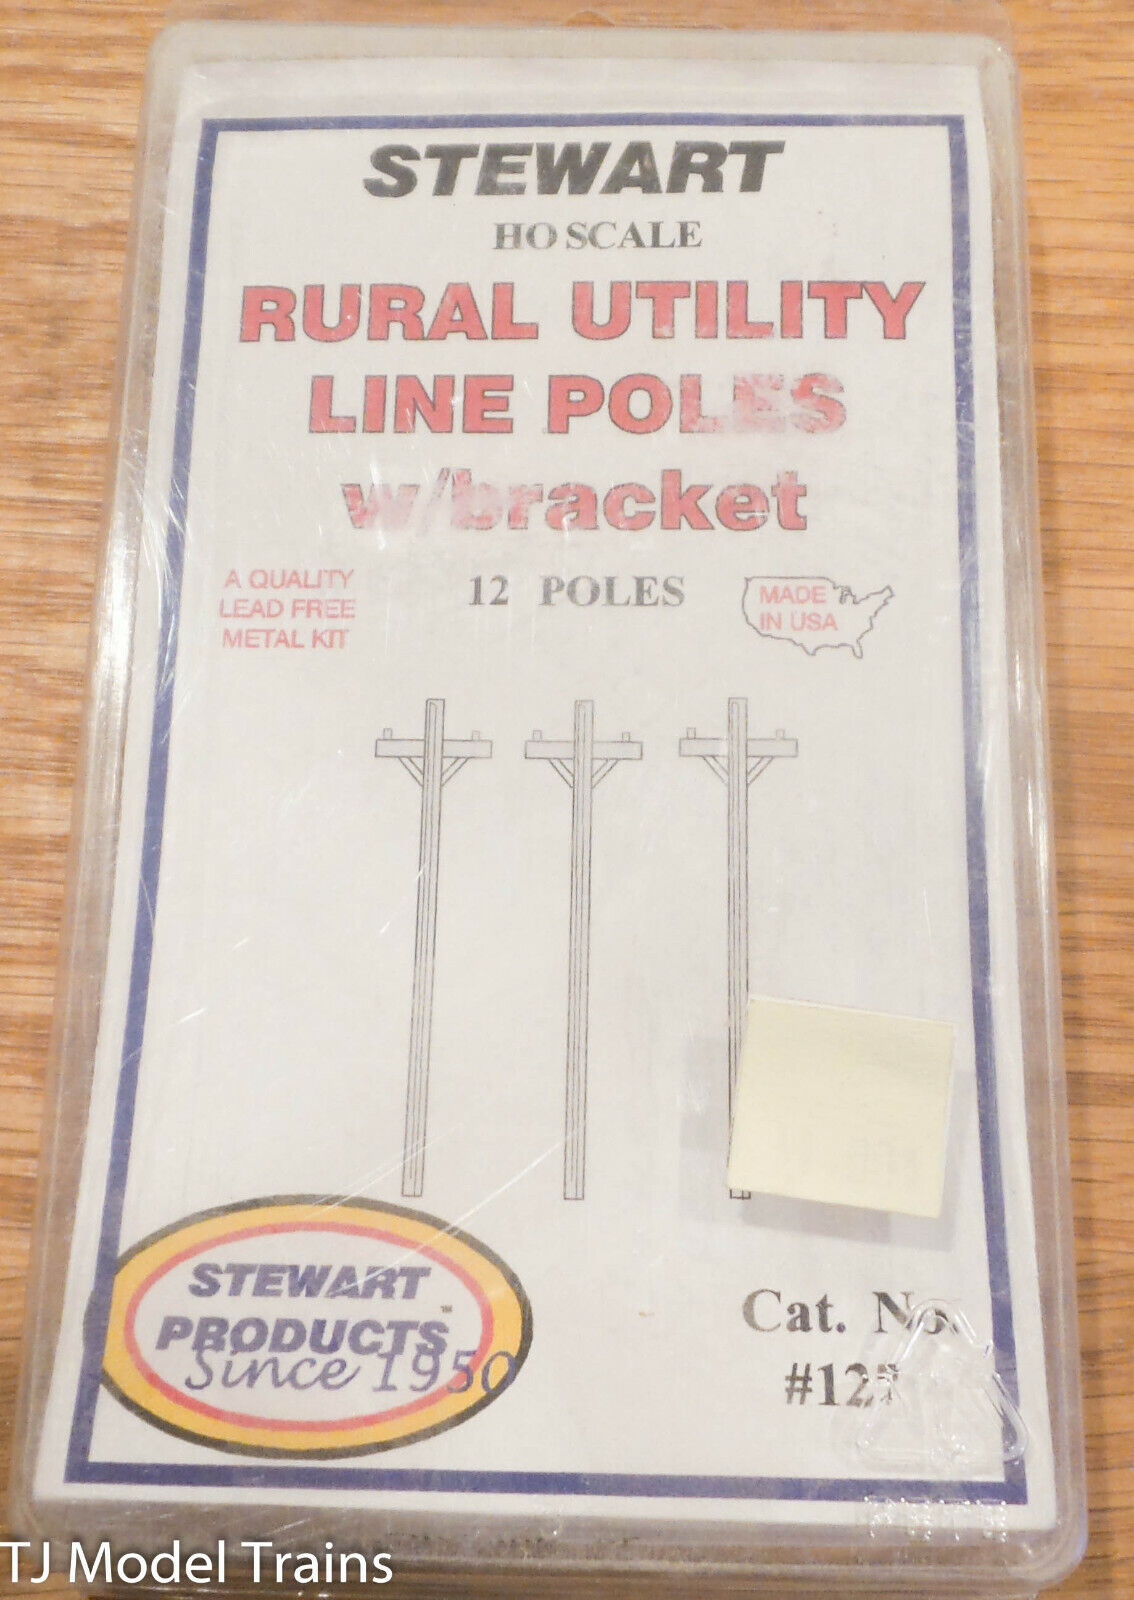 STEWART
HO SCALE
RURAL UTILITY
LINE POLES
w/bracket
A QUALITY
LEAD FREE
METAL KIT
12 POLES
MADE
IN USA
STEWART
PRODUCTS™
Since 1950
Cat. No.
TJ Model Trains